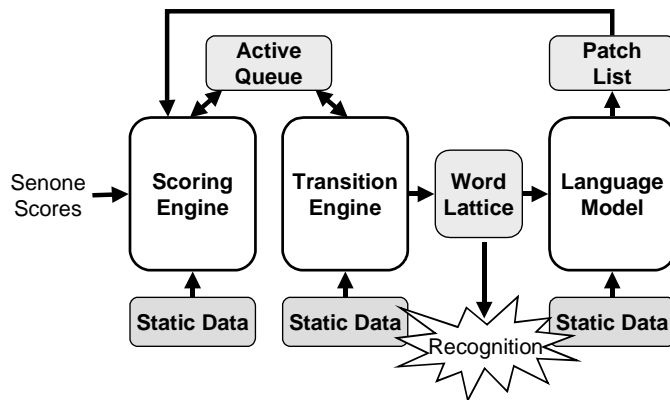 Active
Queue
Patch
List
Senone
Scores
Scoring
Engine
Transition
Engine
Word
Lattice
Language
Model
Static Data
Static Data
Static Data
Recognition